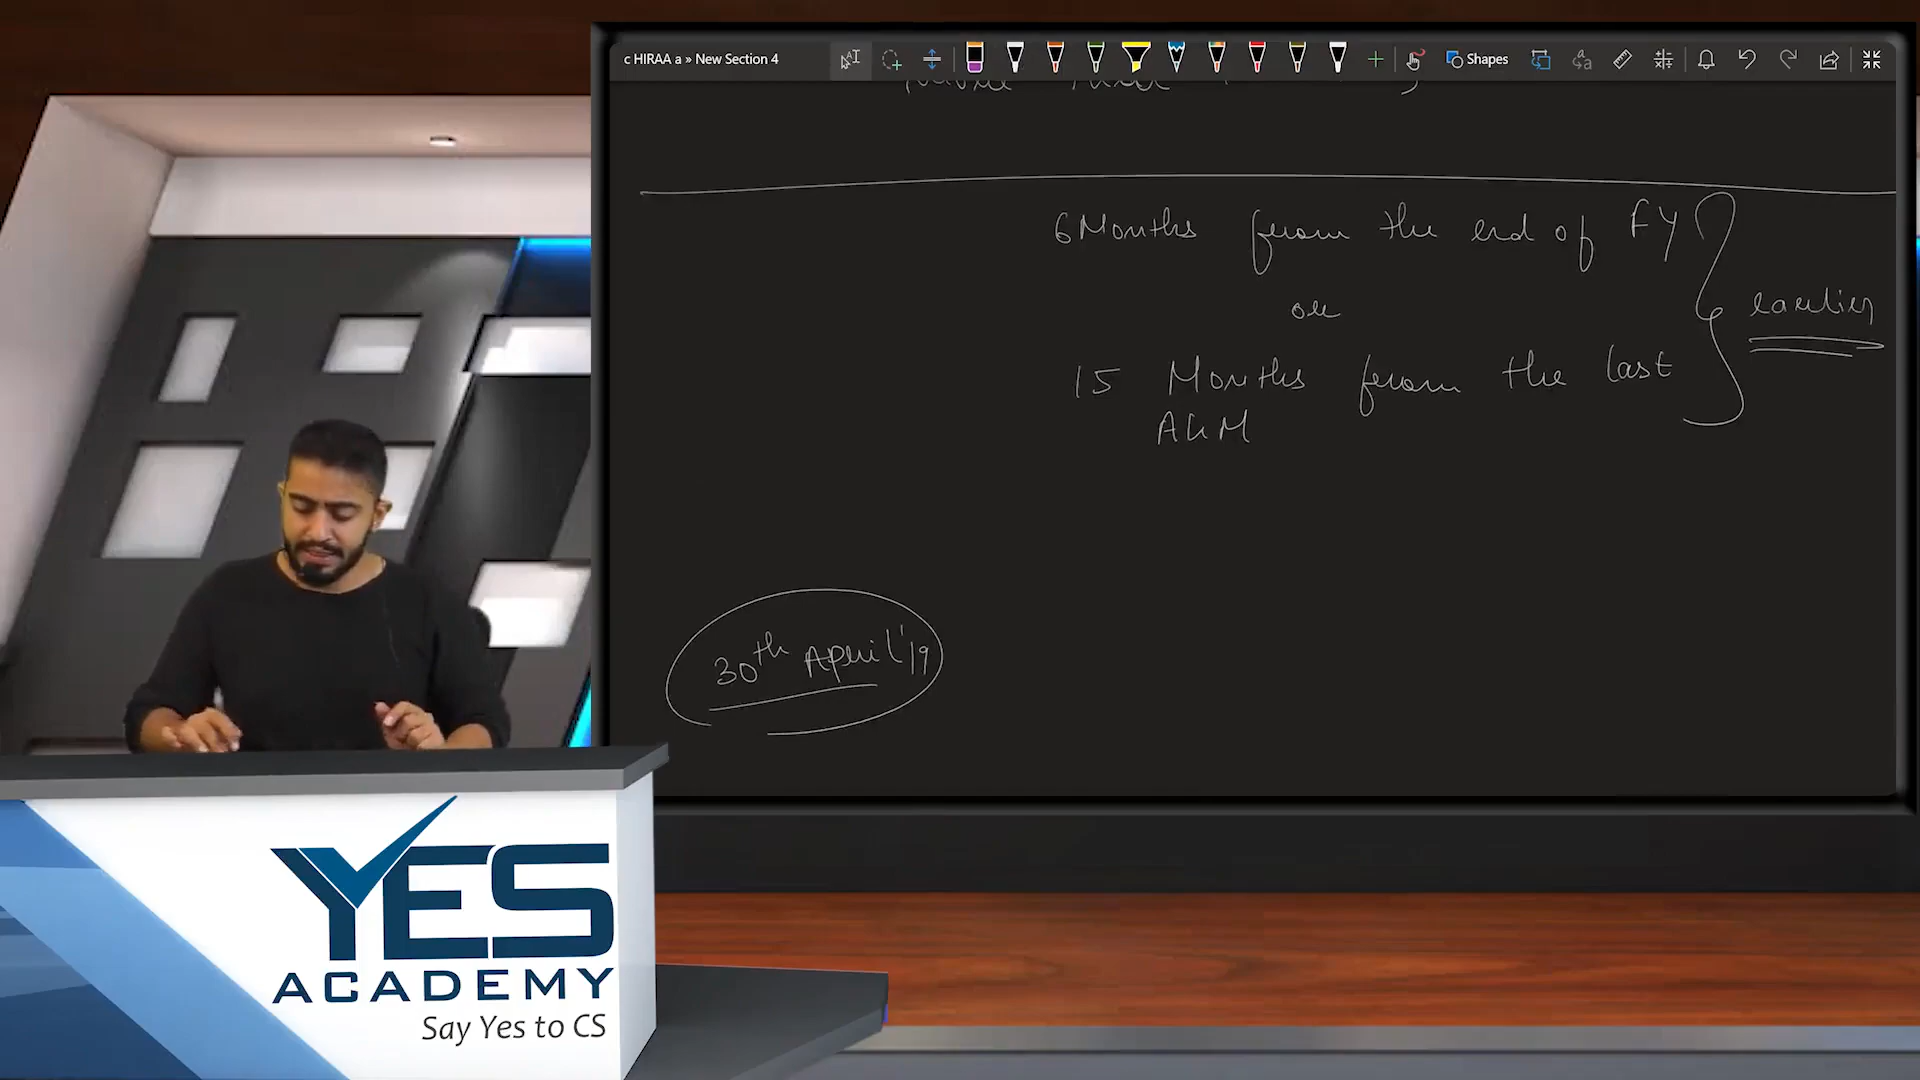 c HIRAA a » New Section 4
Shapes
6 Months from the end of FY
or
earlier
15 Months from the last
AGM
30th April'19
YES
ACADEMY
Say Yes to CS